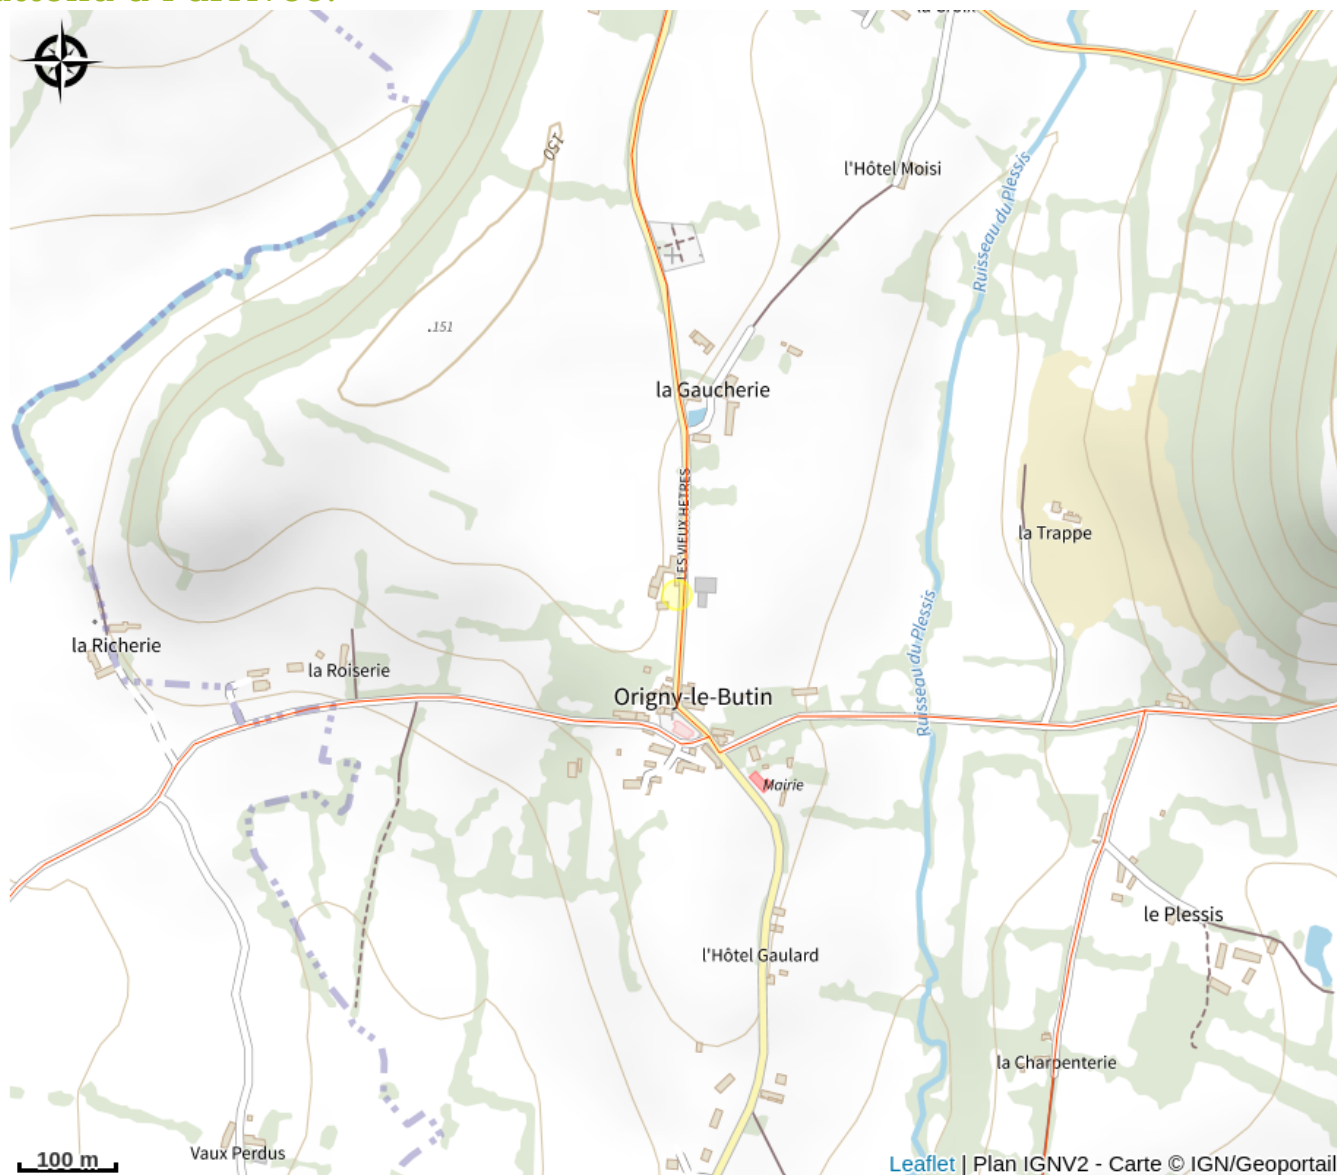 l'Hôtel Moisi
150
Ruisseau du Plessis
.151
la Gaucherie
LES VIEUX HETRES
la Trappe
Ruisseau du Plessis
la Richerie
la Roiserie
Origny-le-Butin
Mairie
le Plessis
l'Hôtel Gaulard
la Charpenterie
Vaux Perdus
100 m
Leaflet | Plan IGNV2 - Carte © IGN/Geoportail